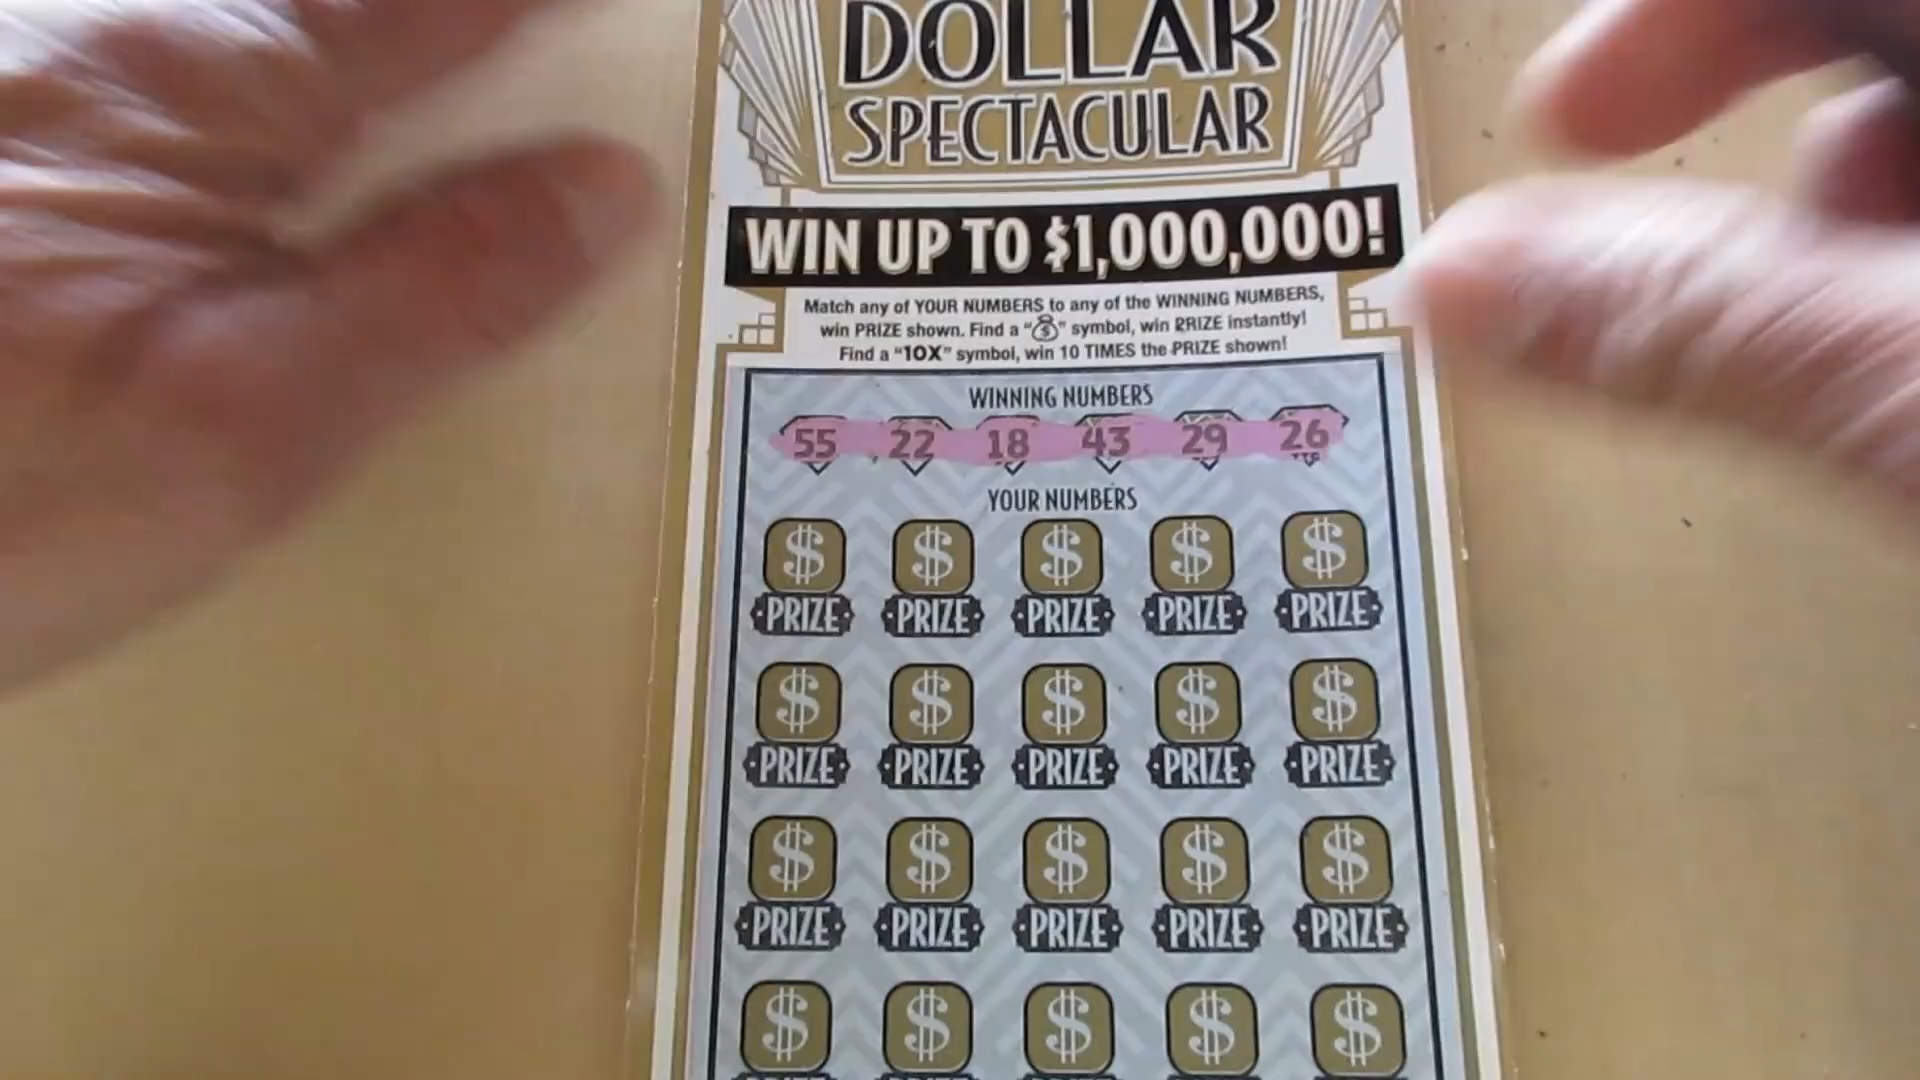 DOLLAR
SPECTACULAR
WIN UP TO $1,000,000!
Match any of YOUR NUMBERS to any of the WINNING NUMBERS,
win PRIZE shown. Find a "$" symbol, win PRIZE instantly!
Find a "10X" symbol, win 10 TIMES the PRIZE shown!
WINNING NUMBERS
55 22 18 43 29 26
YOUR NUMBERS
$ $ $ $ $
PRIZE PRIZE PRIZE PRIZE PRIZE
$ $ $ $ $
PRIZE PRIZE PRIZE PRIZE PRIZE
$ $ $ $ $
PRIZE PRIZE PRIZE PRIZE PRIZE
$ $ $ $ $